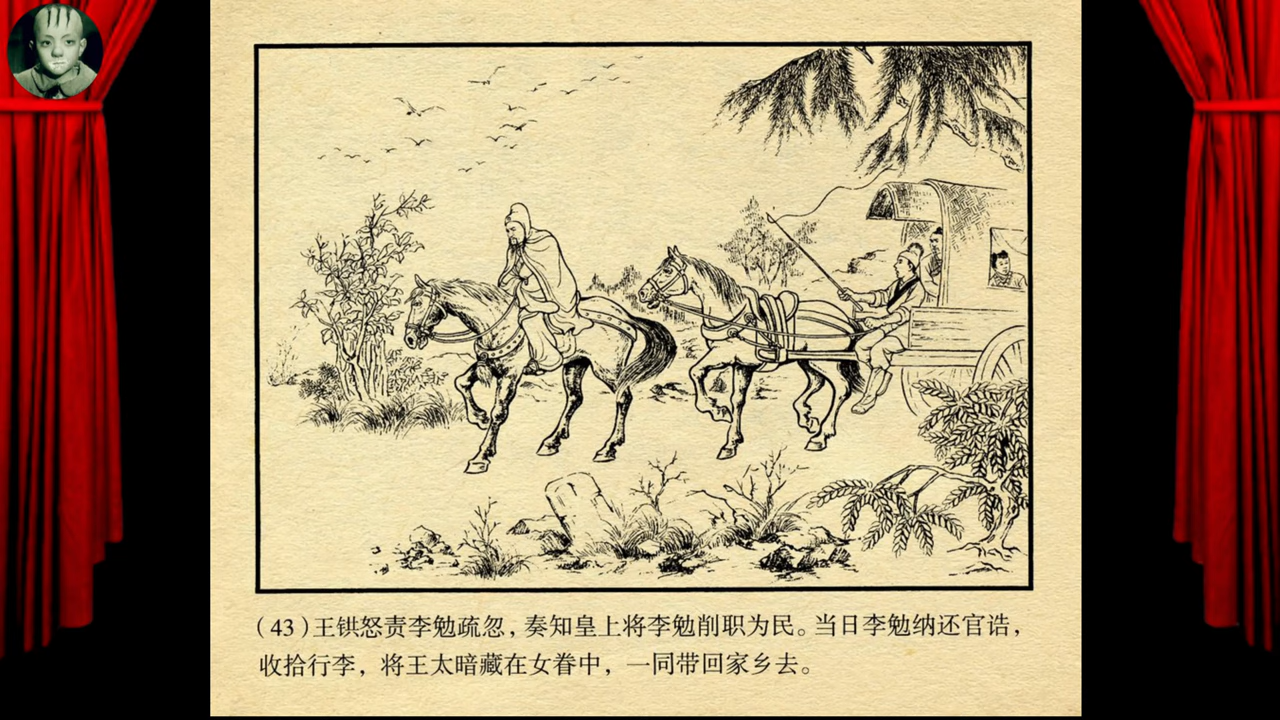 (43)王𫟹怒责李勉疏忽，奏知皇上将李勉削职为民。当日李勉纳还官诰，
收拾行李，将王太暗藏在女眷中，一同带回家乡去。